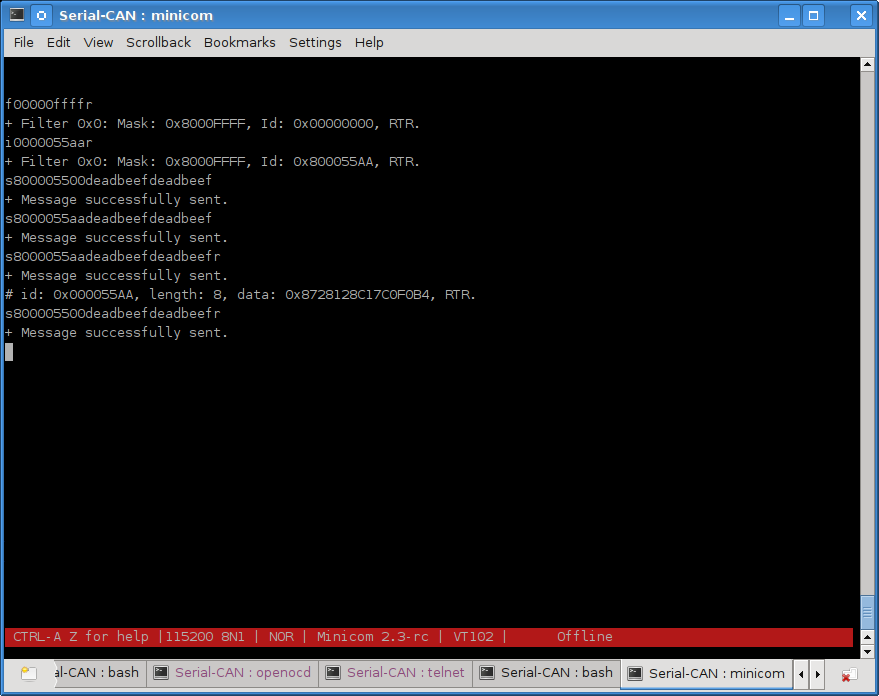 Serial-CAN : minicom
File Edit View Scrollback Bookmarks Settings Help
f00000ffffr
+ Filter 0x0: Mask: 0x8000FFFF, Id: 0x00000000, RTR.
i0000055aar
+ Filter 0x0: Mask: 0x8000FFFF, Id: 0x800055AA, RTR.
s800005500deadbeefdeadbeef
+ Message successfully sent.
s8000055aadeadbeefdeadbeef
+ Message successfully sent.
s8000055aadeadbeefdeadbeefr
+ Message successfully sent.
# id: 0x000055AA, length: 8, data: 0x8728128C17C0F0B4, RTR.
s800005500deadbeefdeadbeefr
+ Message successfully sent.
CTRL-A Z for help |115200 8N1 | NOR | Minicom 2.3-rc | VT102 | Offline
al-CAN : bash Serial-CAN : openocd Serial-CAN : telnet Serial-CAN : bash Serial-CAN : minicom